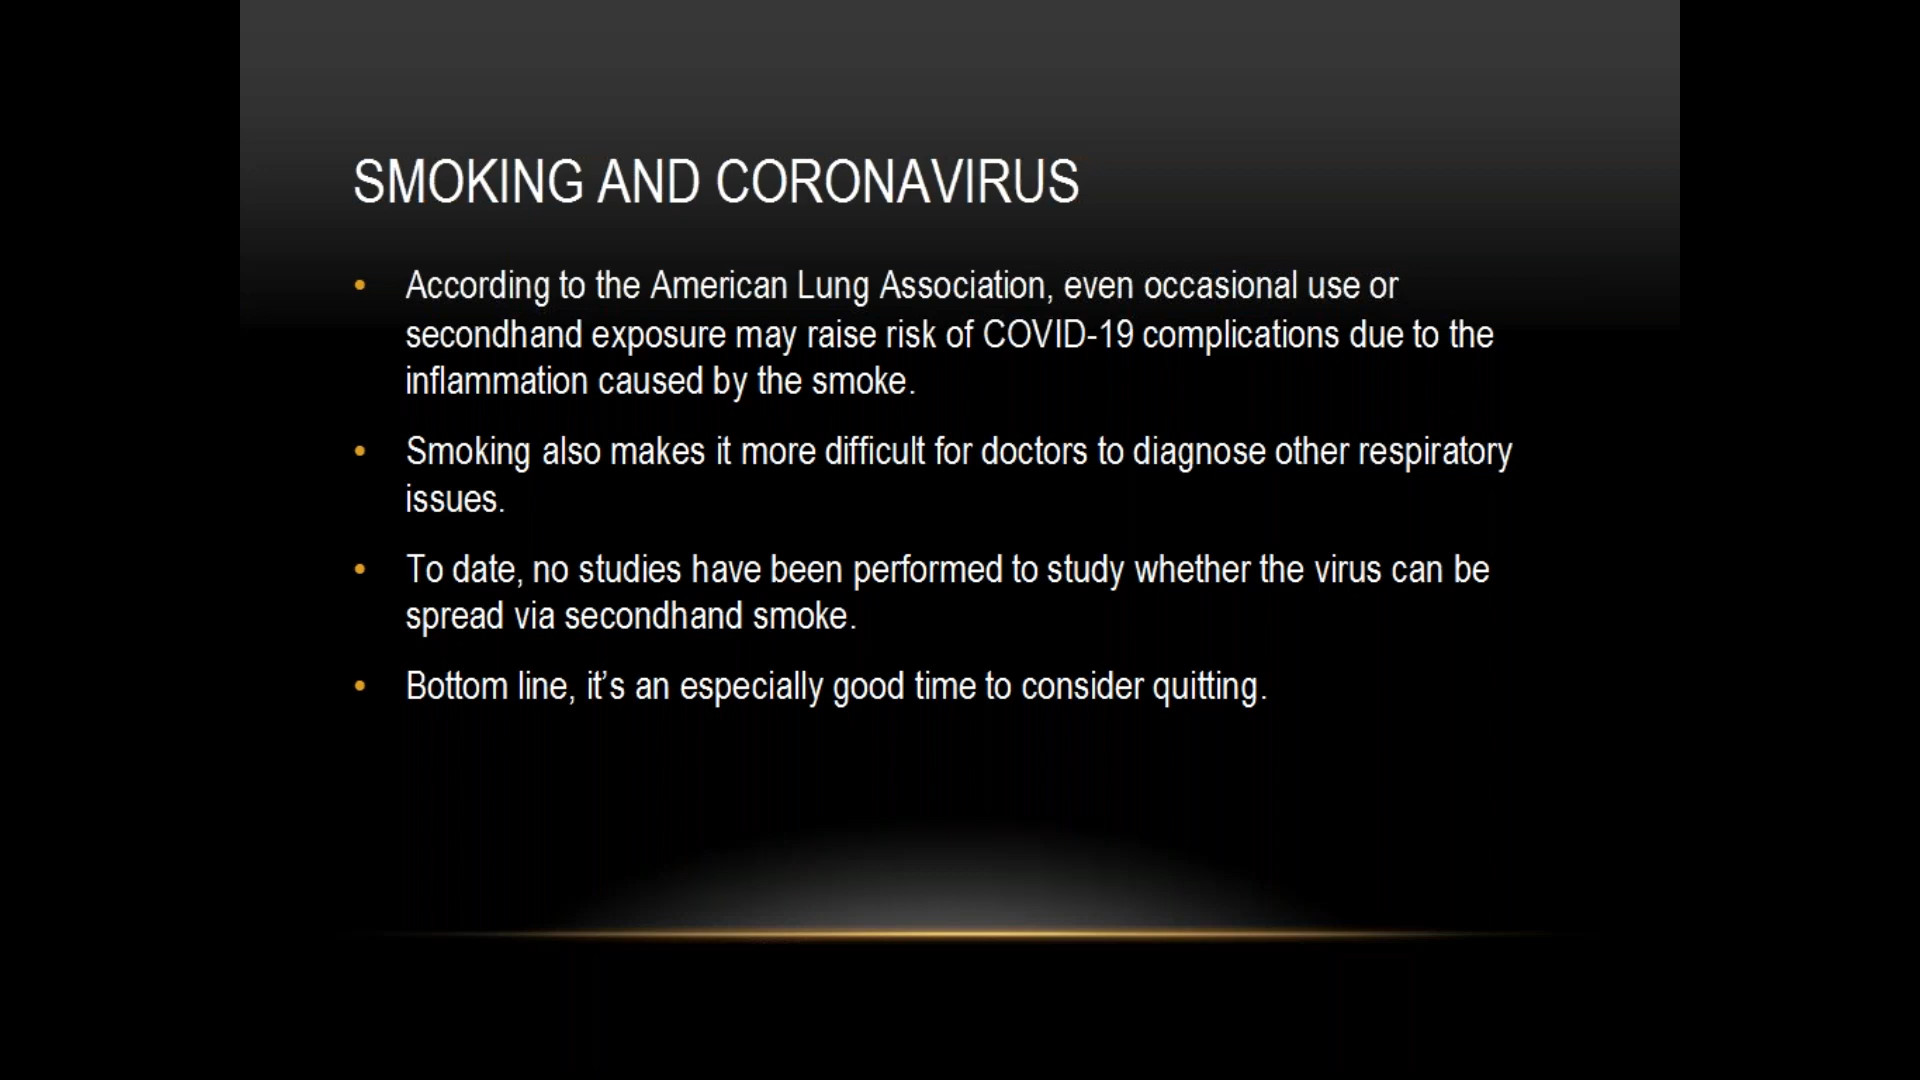 SMOKING AND CORONAVIRUS
• According to the American Lung Association, even occasional use or
secondhand exposure may raise risk of COVID-19 complications due to the
inflammation caused by the smoke.
• Smoking also makes it more difficult for doctors to diagnose other respiratory
issues.
• To date, no studies have been performed to study whether the virus can be
spread via secondhand smoke.
• Bottom line, it’s an especially good time to consider quitting.